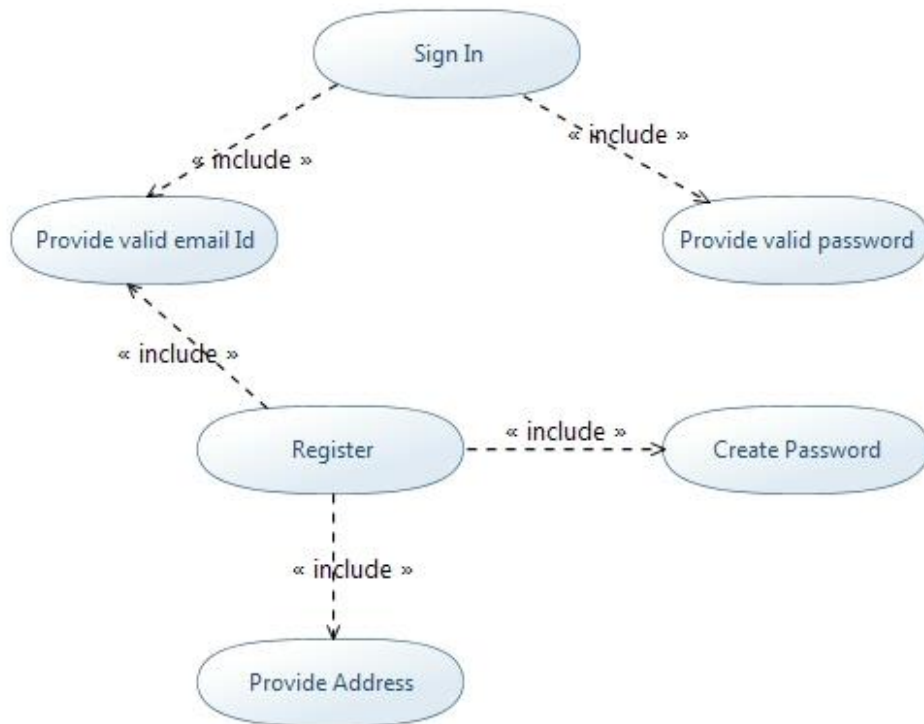 Sign In
« include »
« include »
Provide valid email Id
Provide valid password
« include »
Register
« include »
Create Password
« include »
Provide Address